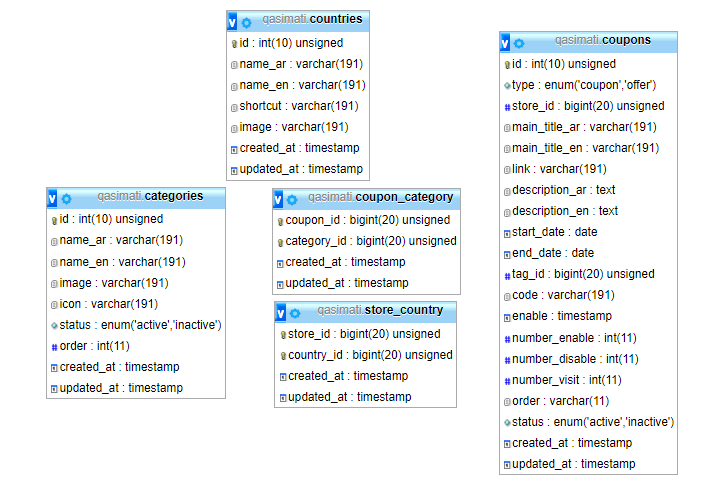 qasimati.countries
id : int(10) unsigned
name_ar : varchar(191)
name_en : varchar(191)
shortcut : varchar(191)
image : varchar(191)
created_at : timestamp
updated_at : timestamp
qasimati.categories
id : int(10) unsigned
name_ar : varchar(191)
name_en : varchar(191)
image : varchar(191)
icon : varchar(191)
status : enum('active','inactive')
order : int(11)
created_at : timestamp
updated_at : timestamp
qasimati.coupon_category
coupon_id : bigint(20) unsigned
category_id : bigint(20) unsigned
created_at : timestamp
updated_at : timestamp
qasimati.store_country
store_id : bigint(20) unsigned
country_id : bigint(20) unsigned
created_at : timestamp
updated_at : timestamp
qasimati.coupons
id : int(10) unsigned
type : enum('coupon','offer')
store_id : bigint(20) unsigned
main_title_ar : varchar(191)
main_title_en : varchar(191)
link : varchar(191)
description_ar : text
description_en : text
start_date : date
end_date : date
tag_id : bigint(20) unsigned
code : varchar(191)
enable : timestamp
number_enable : int(11)
number_disable : int(11)
number_visit : int(11)
order : varchar(11)
status : enum('active','inactive')
created_at : timestamp
updated_at : timestamp